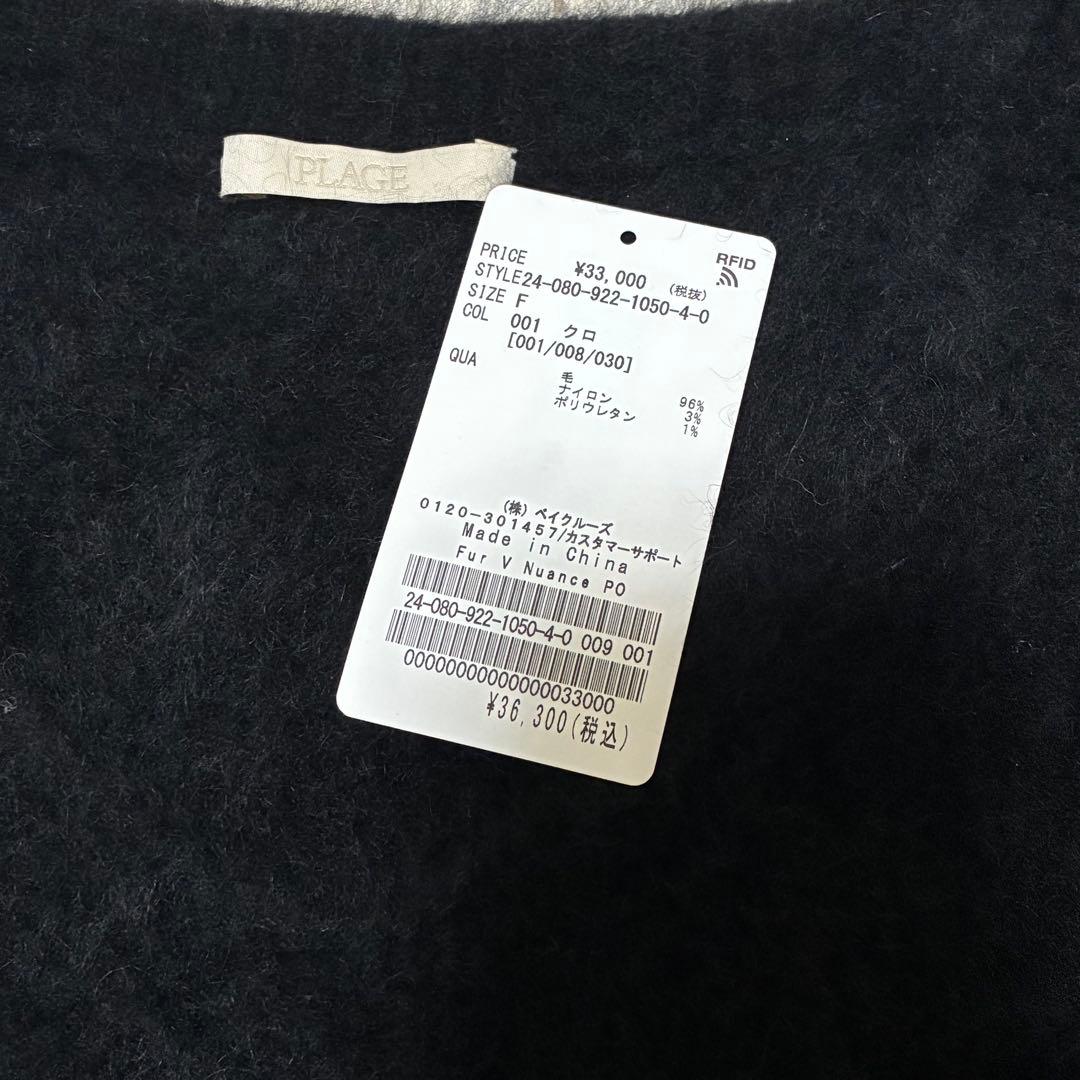 PLAGE
RFID
PRICE ¥33,000 (税抜)
STYLE24-080-922-1050-4-0
SIZE F
COL 001 クロ
[001/008/030]
QUA
毛 96%
ナイロン 3%
ポリウレタン 1%
(株) ベイクルーズ
0120-301457/カスタマーサポート
Made in China
Fur V Nuance PO
24-080-922-1050-4-0 009 001
00000000000000033000
¥36,300(税込)